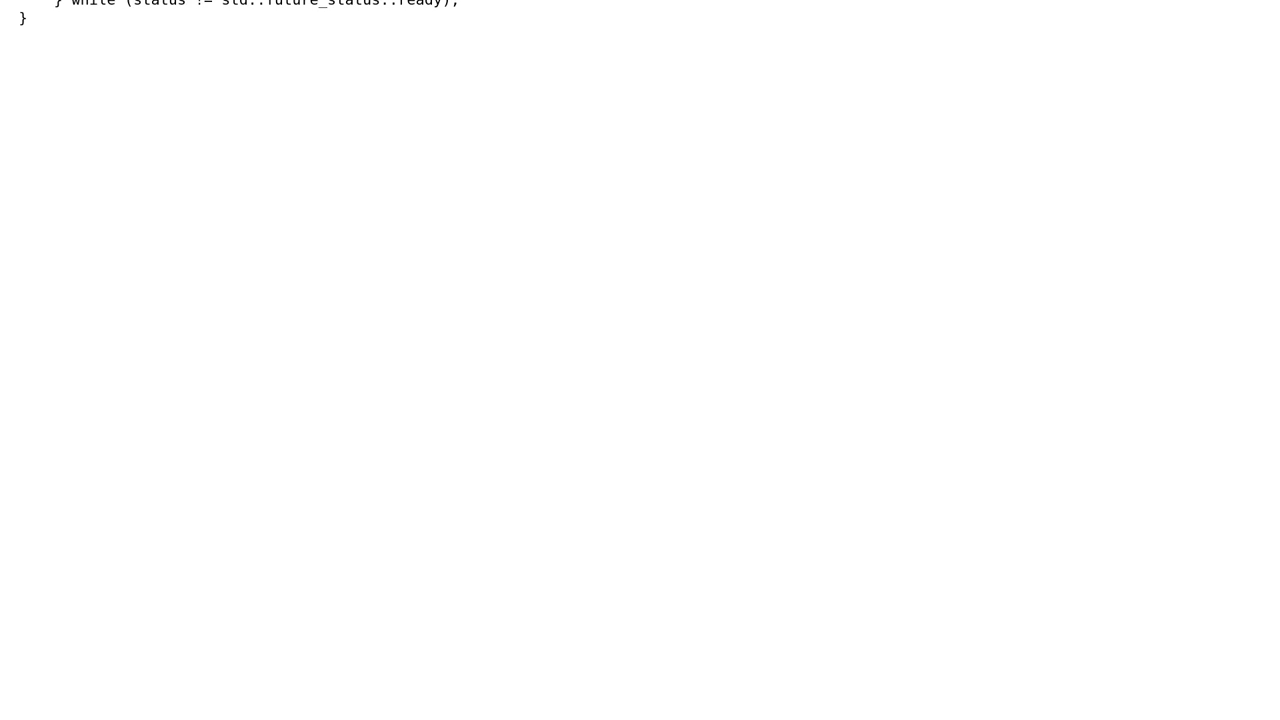 } while (status != std::future_status::ready);
}